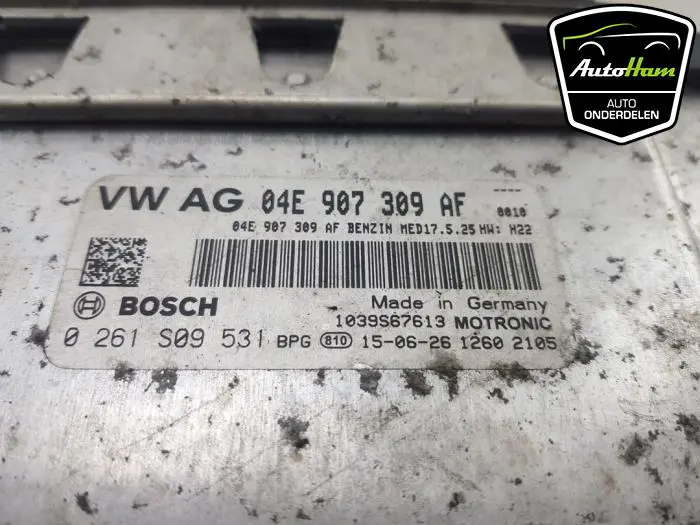 AutoHam
AUTO
ONDERDELEN
VW AG 04E 907 309 AF ----
0010
04E 907 309 AF BENZIN MED17.5.25 HW: H22
BOSCH
Made in Germany
1039S67613 MOTRONIC
0 261 S09 531 BPG 810 15-06-26 1260 2105